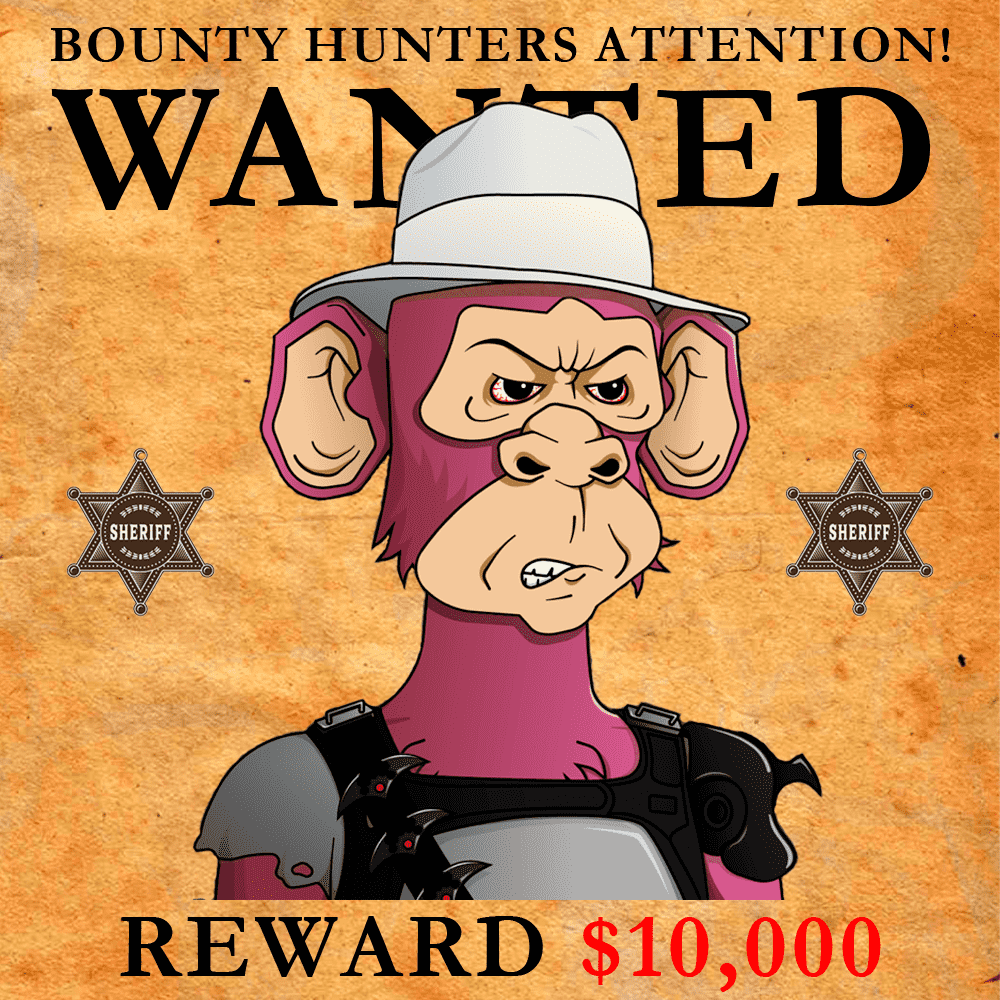 BOUNTY HUNTERS ATTENTION!
WANTED
SHERIFF
SHERIFF
REWARD $10,000